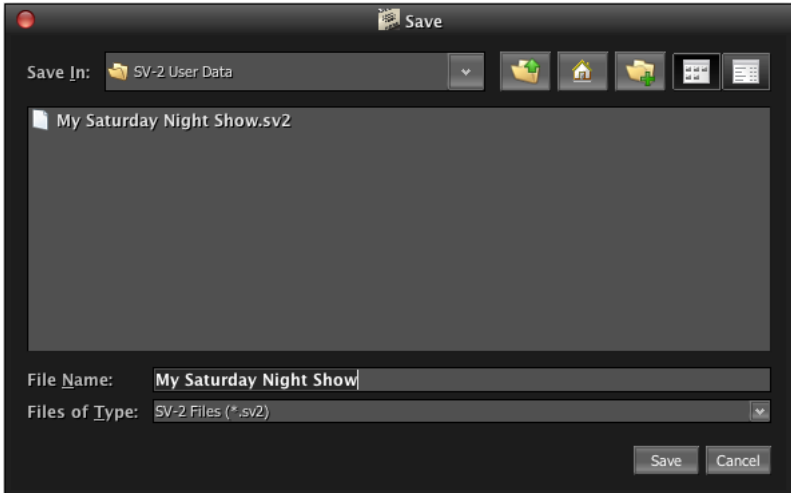 Save
Save In: SV-2 User Data
My Saturday Night Show.sv2
File Name: My Saturday Night Show
Files of Type: SV-2 Files (*.sv2)
Save Cancel